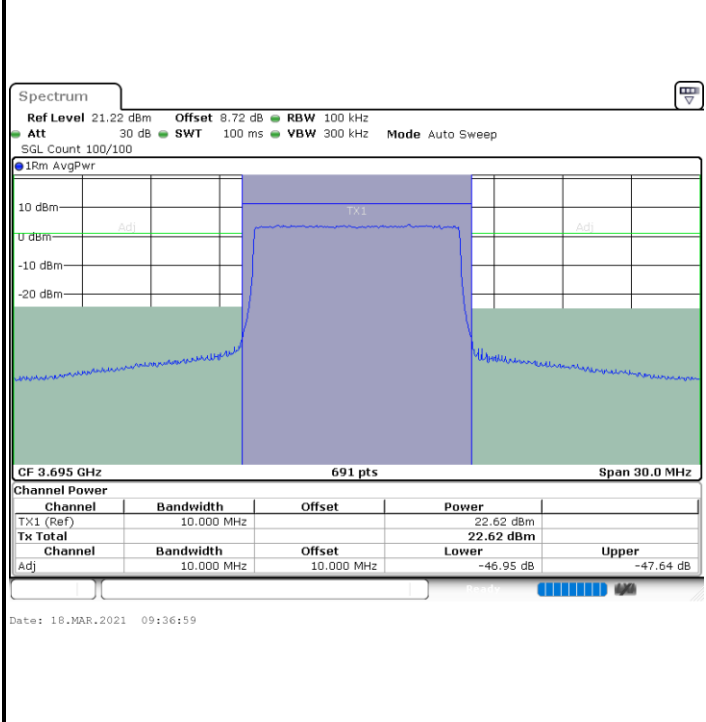 Spectrum
Ref Level 21.22 dBm Offset 8.72 dB RBW 100 kHz
Att 30 dB SWT 100 ms VBW 300 kHz Mode Auto Sweep
SGL Count 100/100
1Rm AvgPwr
10 dBm
TX1
Adj Adj
0 dBm
-10 dBm
-20 dBm
CF 3.695 GHz 691 pts Span 30.0 MHz
Channel Power
Channel Bandwidth Offset Power
TX1 (Ref) 10.000 MHz 22.62 dBm
Tx Total 22.62 dBm
Channel Bandwidth Offset Lower Upper
Adj 10.000 MHz 10.000 MHz -46.95 dB -47.64 dB
Ready
Date: 18.MAR.2021 09:36:59